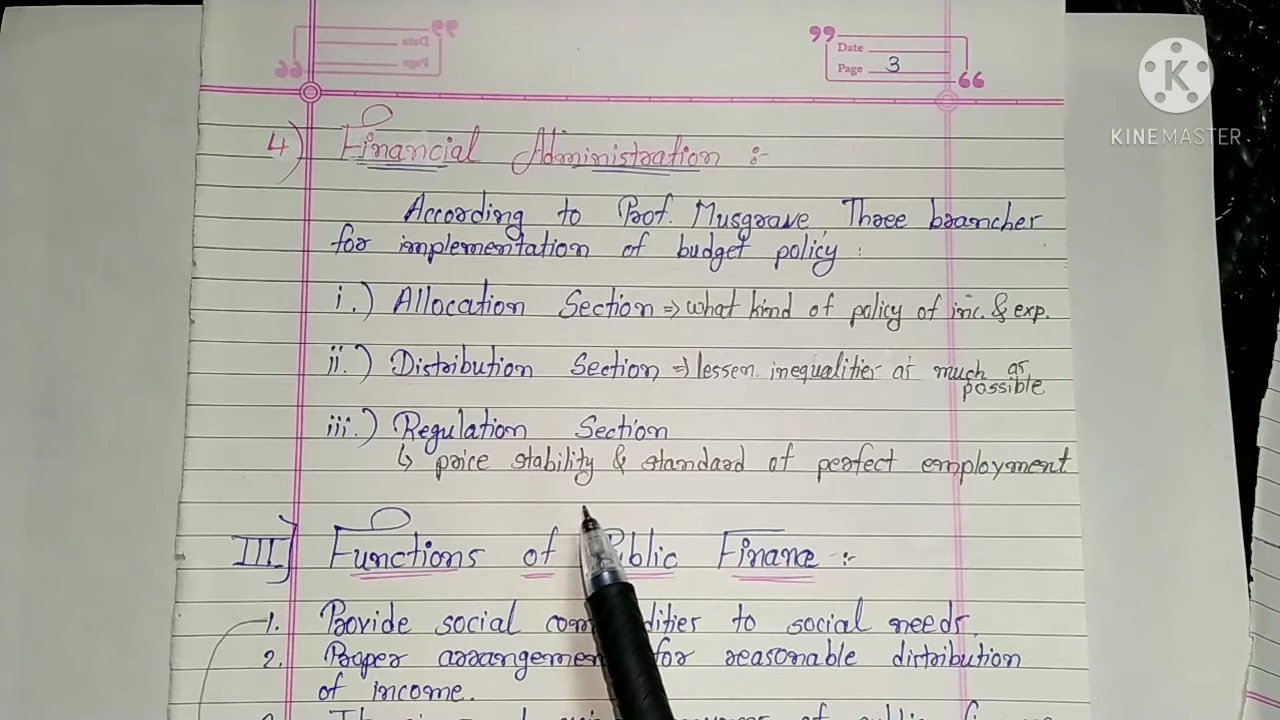 Date
Page 3
KINEMASTER
4) Financial Administration :-
According to Prof. Musgrave, Three branches
for implementation of budget policy :
i.) Allocation Section ⇒ what kind of policy of inc. & exp.
ii.) Distribution Section ⇒ lessen inequalities as much as
possible
iii.) Regulation Section
↳ price stability & standard of perfect employment
III) Functions of Public Finance :-
1. Provide social commodities to social needs.
2. Proper arrangement for reasonable distribution
of income.